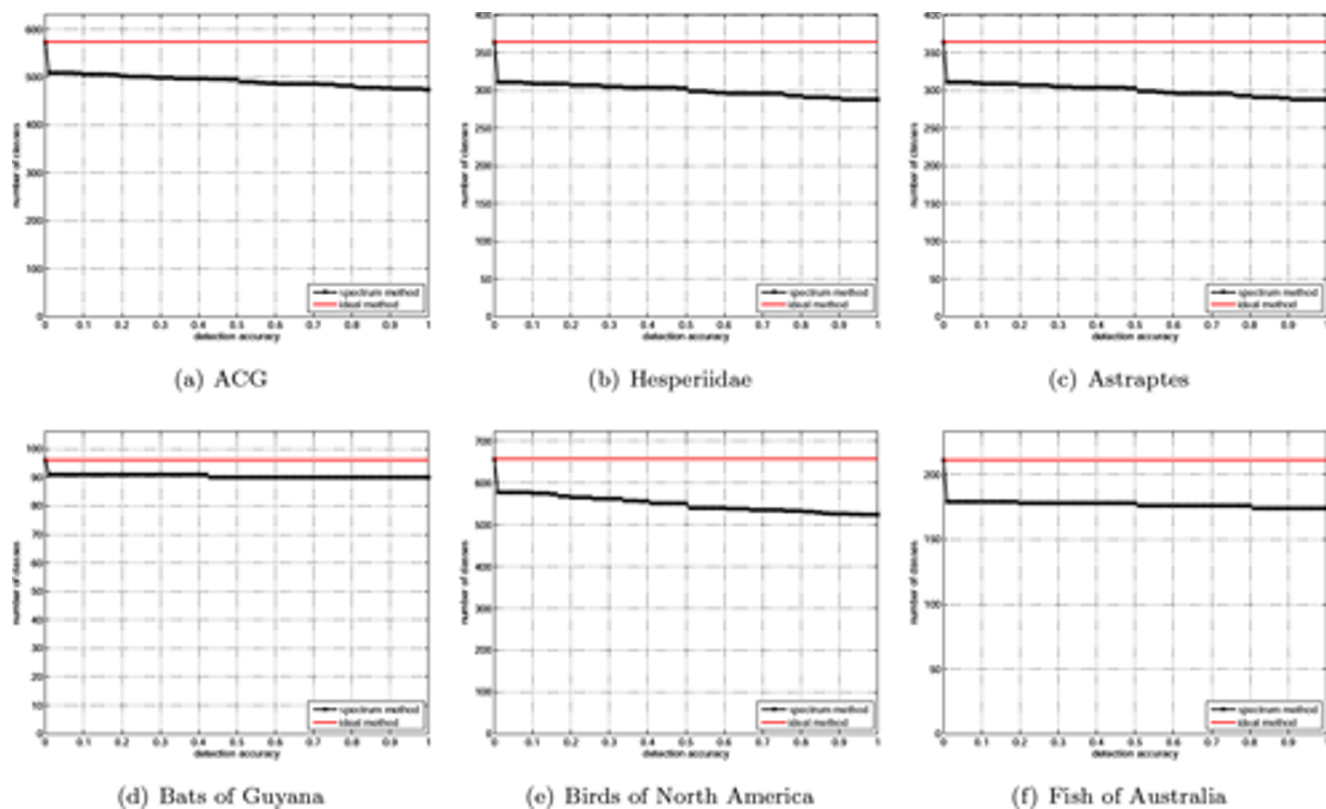 600
500
400
300
200
100
0
number of classes
0 0.1 0.2 0.3 0.4 0.5 0.6 0.7 0.8 0.9 1
detection accuracy
spectrum method
ideal method
(a) ACG
400
350
300
250
200
150
100
50
0
number of classes
0 0.1 0.2 0.3 0.4 0.5 0.6 0.7 0.8 0.9 1
detection accuracy
spectrum method
ideal method
(b) Hesperiidae
400
350
300
250
200
150
100
50
0
number of classes
0 0.1 0.2 0.3 0.4 0.5 0.6 0.7 0.8 0.9 1
detection accuracy
spectrum method
ideal method
(c) Astraptes
100
90
80
70
60
50
40
30
20
10
0
number of classes
0 0.1 0.2 0.3 0.4 0.5 0.6 0.7 0.8 0.9 1
detection accuracy
spectrum method
ideal method
(d) Bats of Guyana
700
600
500
400
300
200
100
0
number of classes
0 0.1 0.2 0.3 0.4 0.5 0.6 0.7 0.8 0.9 1
detection accuracy
spectrum method
ideal method
(e) Birds of North America
200
150
100
50
0
number of classes
0 0.1 0.2 0.3 0.4 0.5 0.6 0.7 0.8 0.9 1
detection accuracy
spectrum method
ideal method
(f) Fish of Australia